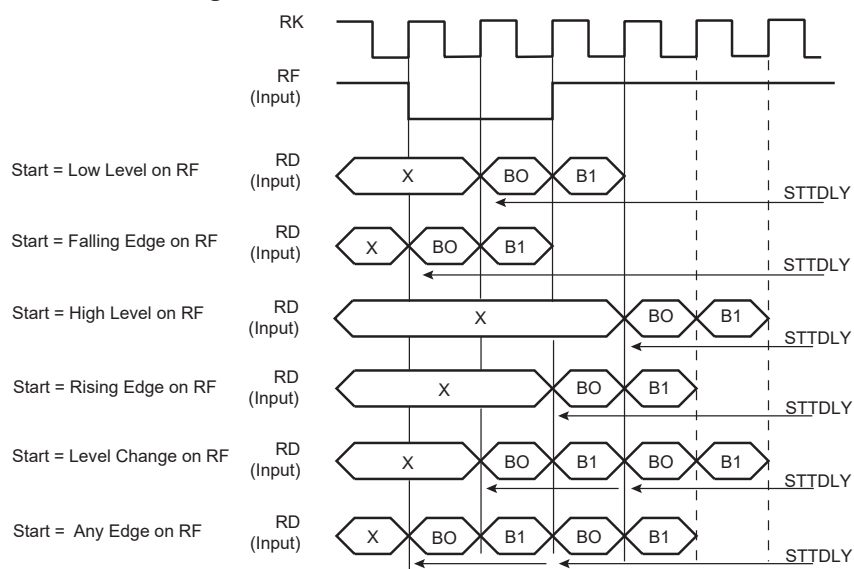 RK
RF
(Input)
Start = Low Level on RF
RD
(Input)
X
BO
B1
STTDLY
Start = Falling Edge on RF
RD
(Input)
X
BO
B1
STTDLY
Start = High Level on RF
RD
(Input)
X
BO
B1
STTDLY
Start = Rising Edge on RF
RD
(Input)
X
BO
B1
STTDLY
Start = Level Change on RF
RD
(Input)
X
BO
B1
BO
B1
STTDLY
Start = Any Edge on RF
RD
(Input)
X
BO
B1
BO
B1
STTDLY